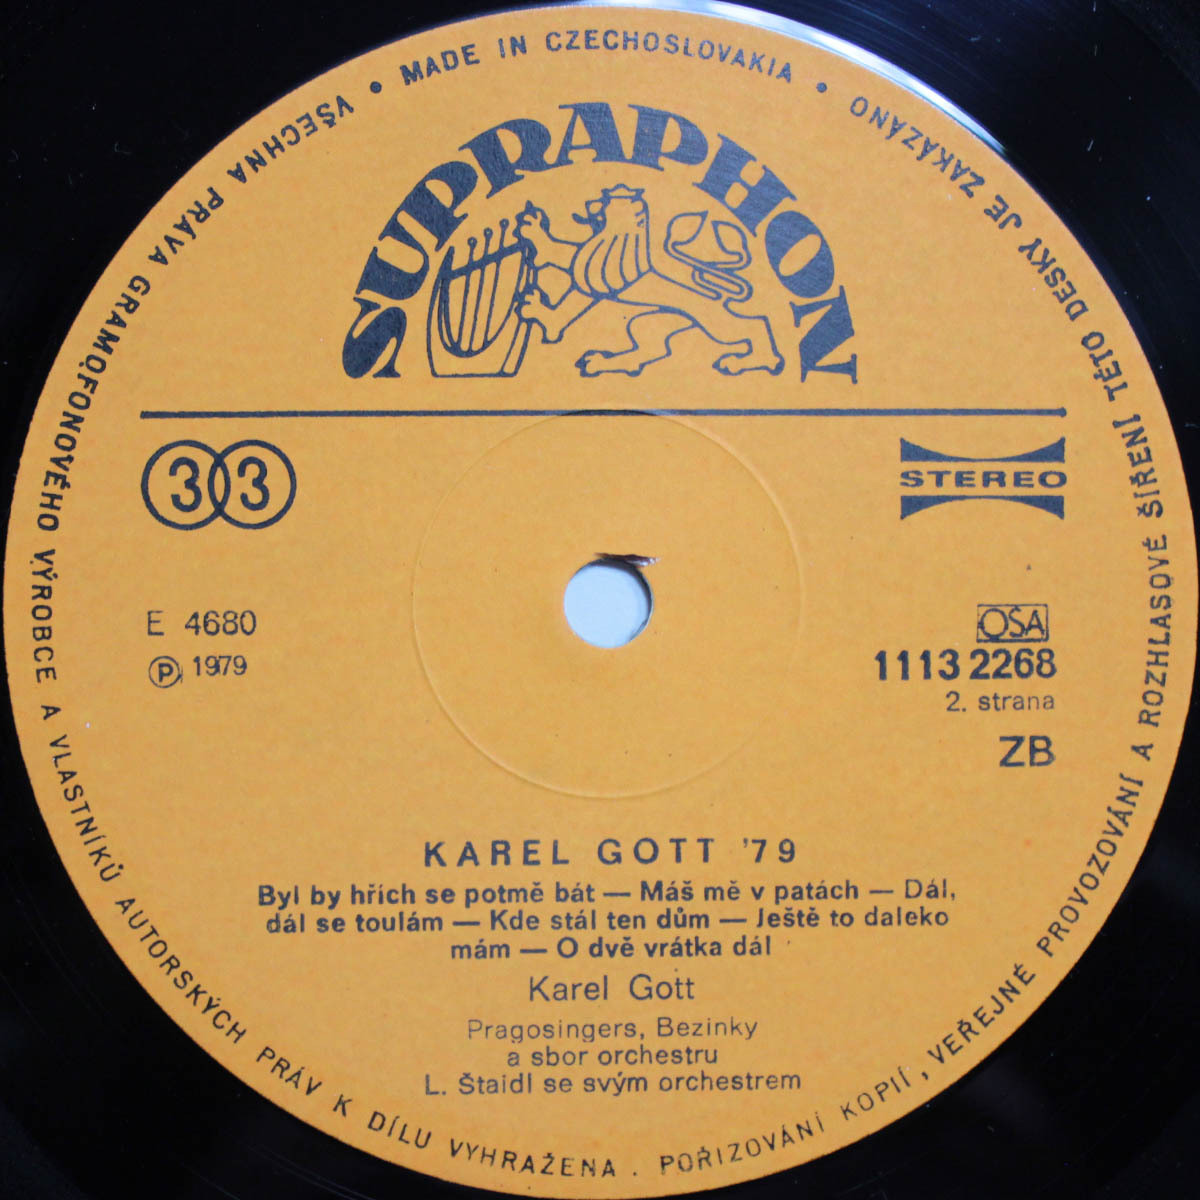 VŠECHNA PRÁVA GRAMOFONOVÉHO VÝROBCE A VLASTNÍKŮ AUTORSKÝCH PRÁV K DÍLU VYHRAŽENA . POŘIZOVÁNÍ KOPIÍ , VEŘEJNÉ PROVOZOVÁNÍ A ROZHLASOVÉ ŠÍŘENÍ TÉTO DESKY JE ZAKÁZÁNO • MADE IN CZECHOSLOVAKIA •
SUPRAPHON
33
STEREO
E 4680
Ⓟ 1979
OSA
1113 2268
2. strana
ZB
KAREL GOTT '79
Byl by hřích se potmě bát — Máš mě v patách — Dál,
dál se toulám — Kde stál ten dům — Ještě to daleko
mám — O dvě vrátka dál
Karel Gott
Pragosingers, Bezinky
a sbor orchestru
L. Štaidl se svým orchestrem